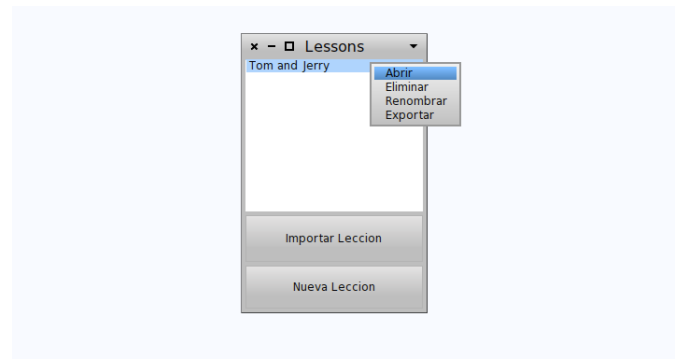 Lessons
Tom and Jerry
Abrir
Eliminar
Renombrar
Exportar
Importar Leccion
Nueva Leccion